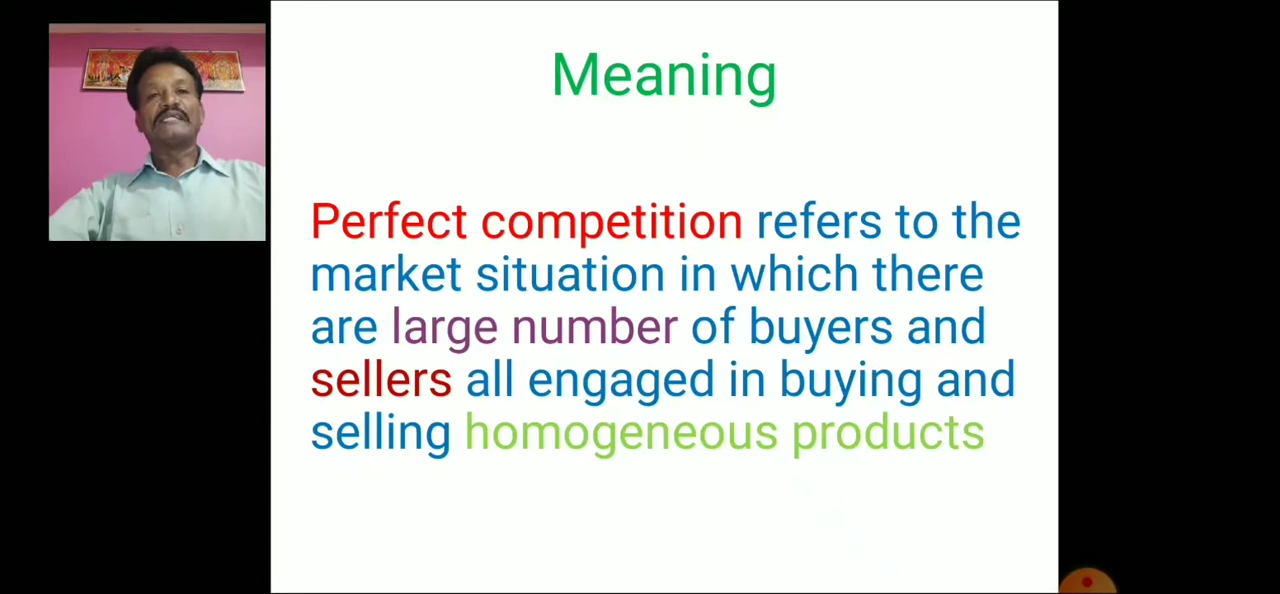 Meaning
Perfect competition refers to the
market situation in which there
are large number of buyers and
sellers all engaged in buying and
selling homogeneous products